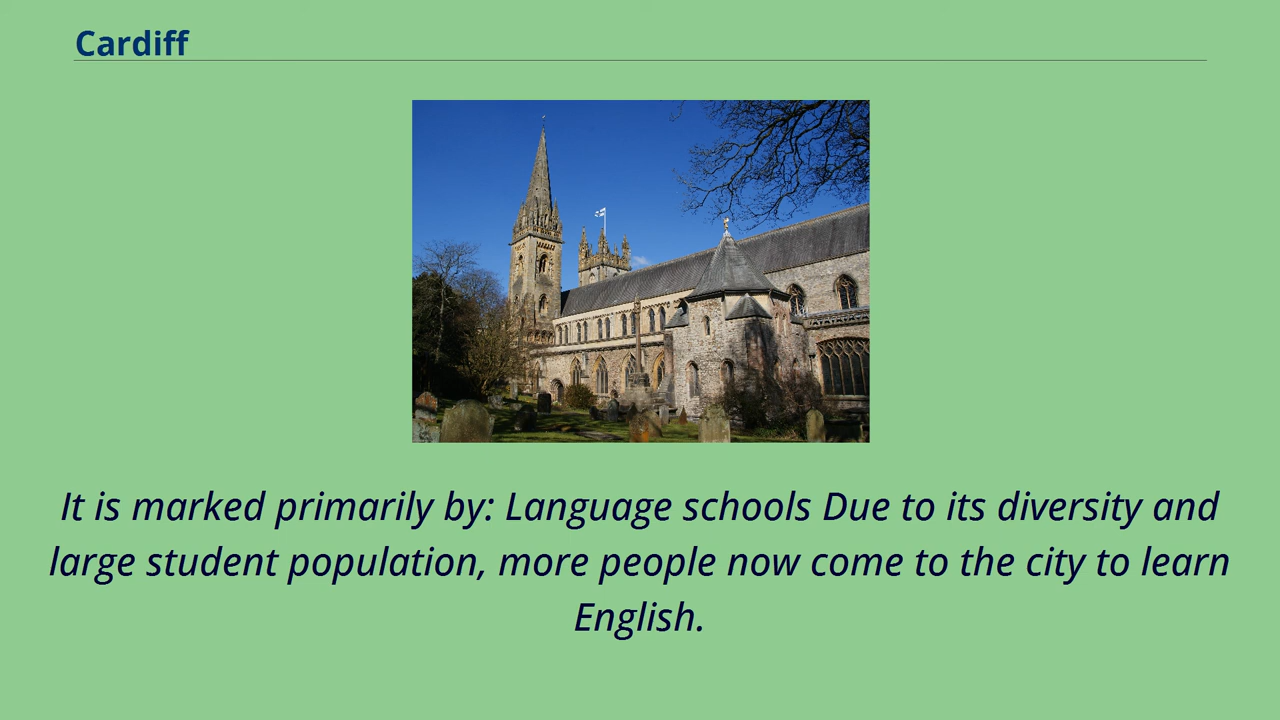 Cardiff
It is marked primarily by: Language schools Due to its diversity and
large student population, more people now come to the city to learn
English.